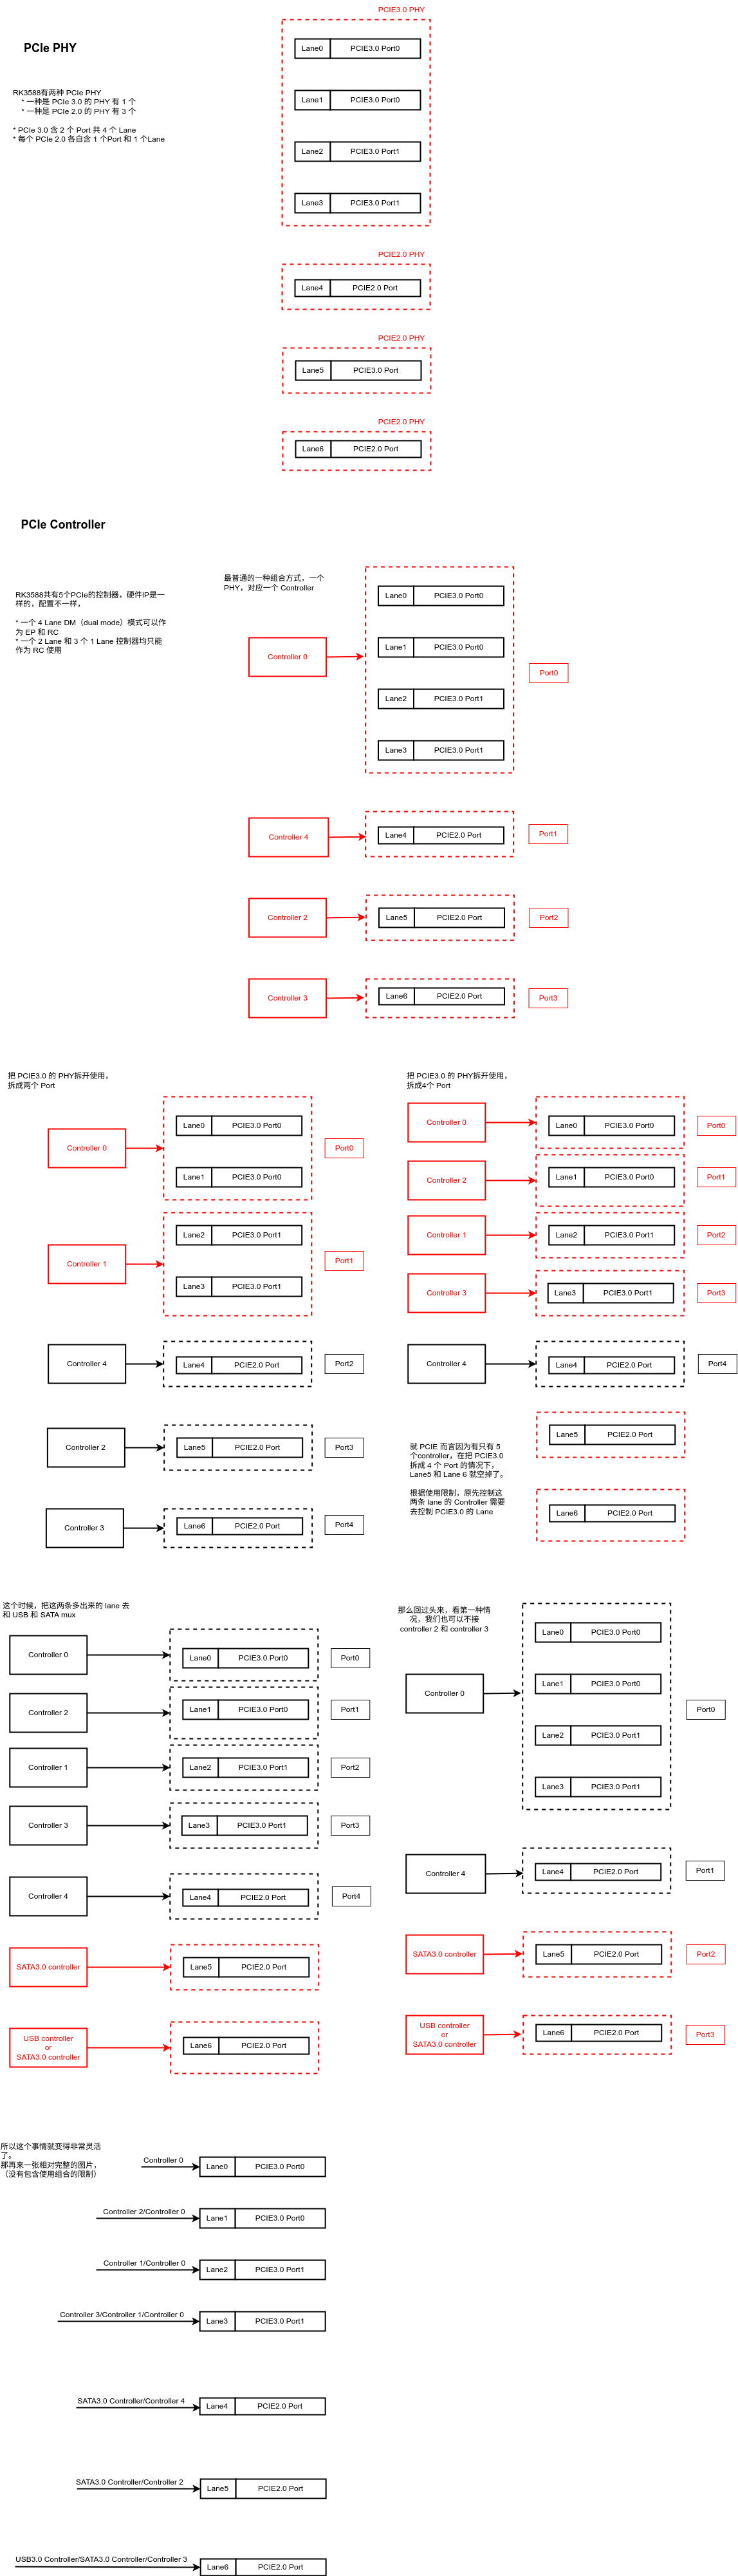 PCIe PHY
RK3588有两种 PCIe PHY
* 一种是 PCIe 3.0 的 PHY 有 1 个
* 一种是 PCIe 2.0 的 PHY 有 3 个
* PCIe 3.0 含 2 个 Port 共 4 个 Lane
* 每个 PCIe 2.0 各自含 1 个Port 和 1 个Lane
PCIE3.0 PHY
Lane0 PCIE3.0 Port0
Lane1 PCIE3.0 Port0
Lane2 PCIE3.0 Port1
Lane3 PCIE3.0 Port1
PCIE2.0 PHY
Lane4 PCIE2.0 Port
PCIE2.0 PHY
Lane5 PCIE3.0 Port
PCIE2.0 PHY
Lane6 PCIE2.0 Port
PCIe Controller
RK3588共有5个PCIe的控制器，硬件IP是一
样的，配置不一样，
* 一个 4 Lane DM（dual mode）模式可以作
为 EP 和 RC
* 一个 2 Lane 和 3 个 1 Lane 控制器均只能
作为 RC 使用
最普通的一种组合方式，一个
PHY，对应一个 Controller
Controller 0
Lane0 PCIE3.0 Port0
Lane1 PCIE3.0 Port0
Lane2 PCIE3.0 Port1
Lane3 PCIE3.0 Port1
Port0
Controller 4 Lane4 PCIE2.0 Port Port1
Controller 2 Lane5 PCIE2.0 Port Port2
Controller 3 Lane6 PCIE2.0 Port Port3
把 PCIE3.0 的 PHY拆开使用，
拆成两个 Port
Controller 0
Lane0 PCIE3.0 Port0
Lane1 PCIE3.0 Port0
Port0
Controller 1
Lane2 PCIE3.0 Port1
Lane3 PCIE3.0 Port1
Port1
Controller 4 Lane4 PCIE2.0 Port Port2
Controller 2 Lane5 PCIE2.0 Port Port3
Controller 3 Lane6 PCIE2.0 Port Port4
把 PCIE3.0 的 PHY拆开使用，
拆成4个 Port
Controller 0 Lane0 PCIE3.0 Port0 Port0
Controller 2 Lane1 PCIE3.0 Port0 Port1
Controller 1 Lane2 PCIE3.0 Port1 Port2
Controller 3 Lane3 PCIE3.0 Port1 Port3
Controller 4 Lane4 PCIE2.0 Port Port4
就 PCIE 而言因为有只有 5
个controller，在把 PCIE3.0
拆成 4 个 Port 的情况下，
Lane5 和 Lane 6 就空掉了。
根据使用限制，原先控制这
两条 lane 的 Controller 需要
去控制 PCIE3.0 的 Lane
Lane5 PCIE2.0 Port
Lane6 PCIE2.0 Port
这个时候，把这两条多出来的 lane 去
和 USB 和 SATA mux
Controller 0 Lane0 PCIE3.0 Port0 Port0
Controller 2 Lane1 PCIE3.0 Port0 Port1
Controller 1 Lane2 PCIE3.0 Port1 Port2
Controller 3 Lane3 PCIE3.0 Port1 Port3
Controller 4 Lane4 PCIE2.0 Port Port4
SATA3.0 controller Lane5 PCIE2.0 Port
USB controller
or
SATA3.0 controller
Lane6 PCIE2.0 Port
那么回过头来，看第一种情
况，我们也可以不接
controller 2 和 controller 3
Controller 0
Lane0 PCIE3.0 Port0
Lane1 PCIE3.0 Port0
Lane2 PCIE3.0 Port1
Lane3 PCIE3.0 Port1
Port0
Controller 4 Lane4 PCIE2.0 Port Port1
SATA3.0 controller Lane5 PCIE2.0 Port Port2
USB controller
or
SATA3.0 controller
Lane6 PCIE2.0 Port Port3
所以这个事情就变得非常灵活
了。
那再来一张相对完整的图片，
（没有包含使用组合的限制）
Controller 0 Lane0 PCIE3.0 Port0
Controller 2/Controller 0 Lane1 PCIE3.0 Port0
Controller 1/Controller 0 Lane2 PCIE3.0 Port1
Controller 3/Controller 1/Controller 0 Lane3 PCIE3.0 Port1
SATA3.0 Controller/Controller 4 Lane4 PCIE2.0 Port
SATA3.0 Controller/Controller 2 Lane5 PCIE2.0 Port
USB3.0 Controller/SATA3.0 Controller/Controller 3 Lane6 PCIE2.0 Port